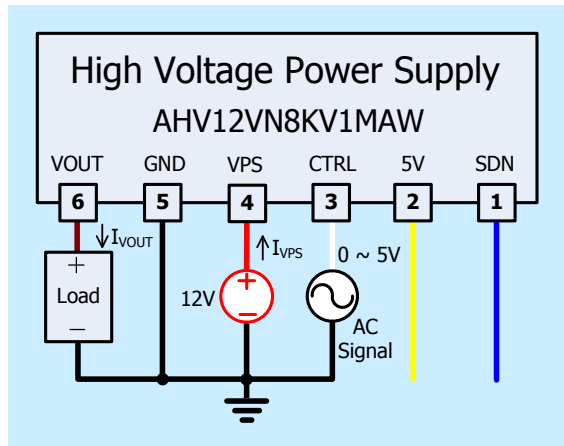 High Voltage Power Supply
AHV12VN8KV1MAW
VOUT GND VPS CTRL 5V SDN
6 5 4 3 2 1
IVOUT IVPS 0 ~ 5V
+ +
Load 12V
− −
AC
Signal